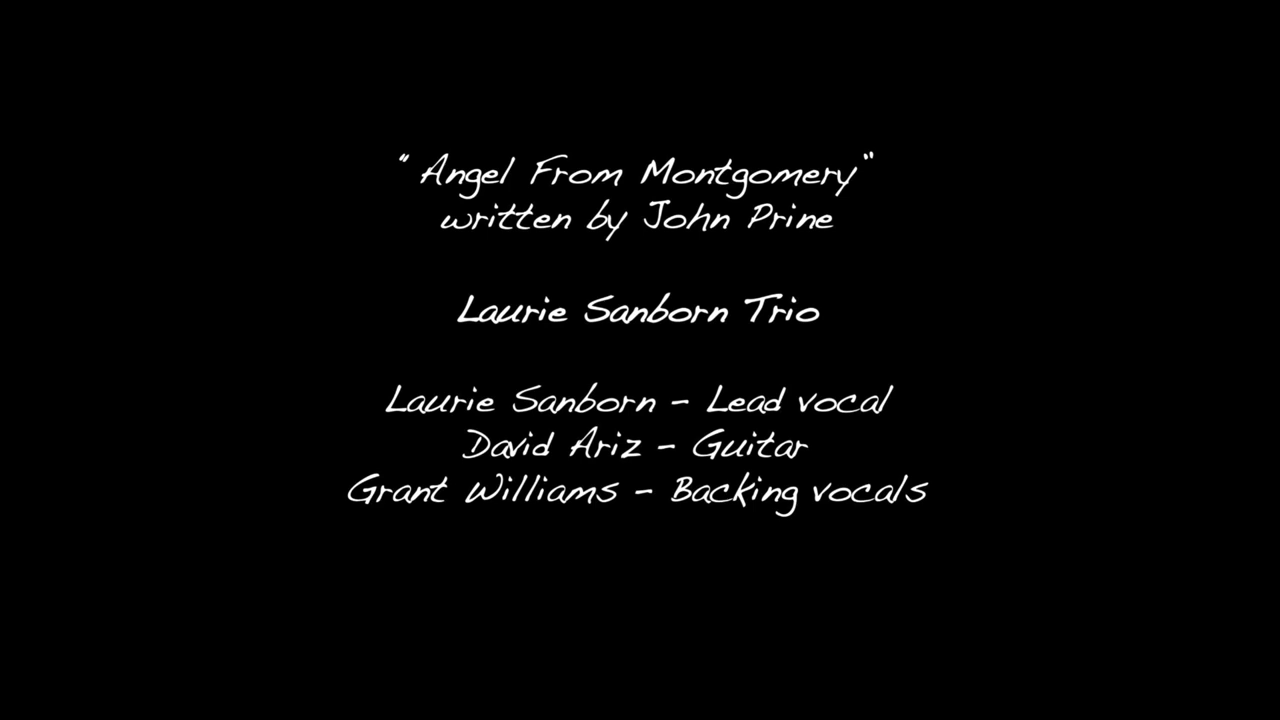 "Angel From Montgomery"
written by John Prine
Laurie Sanborn Trio
Laurie Sanborn - Lead vocal
David Ariz - Guitar
Grant Williams - Backing vocals